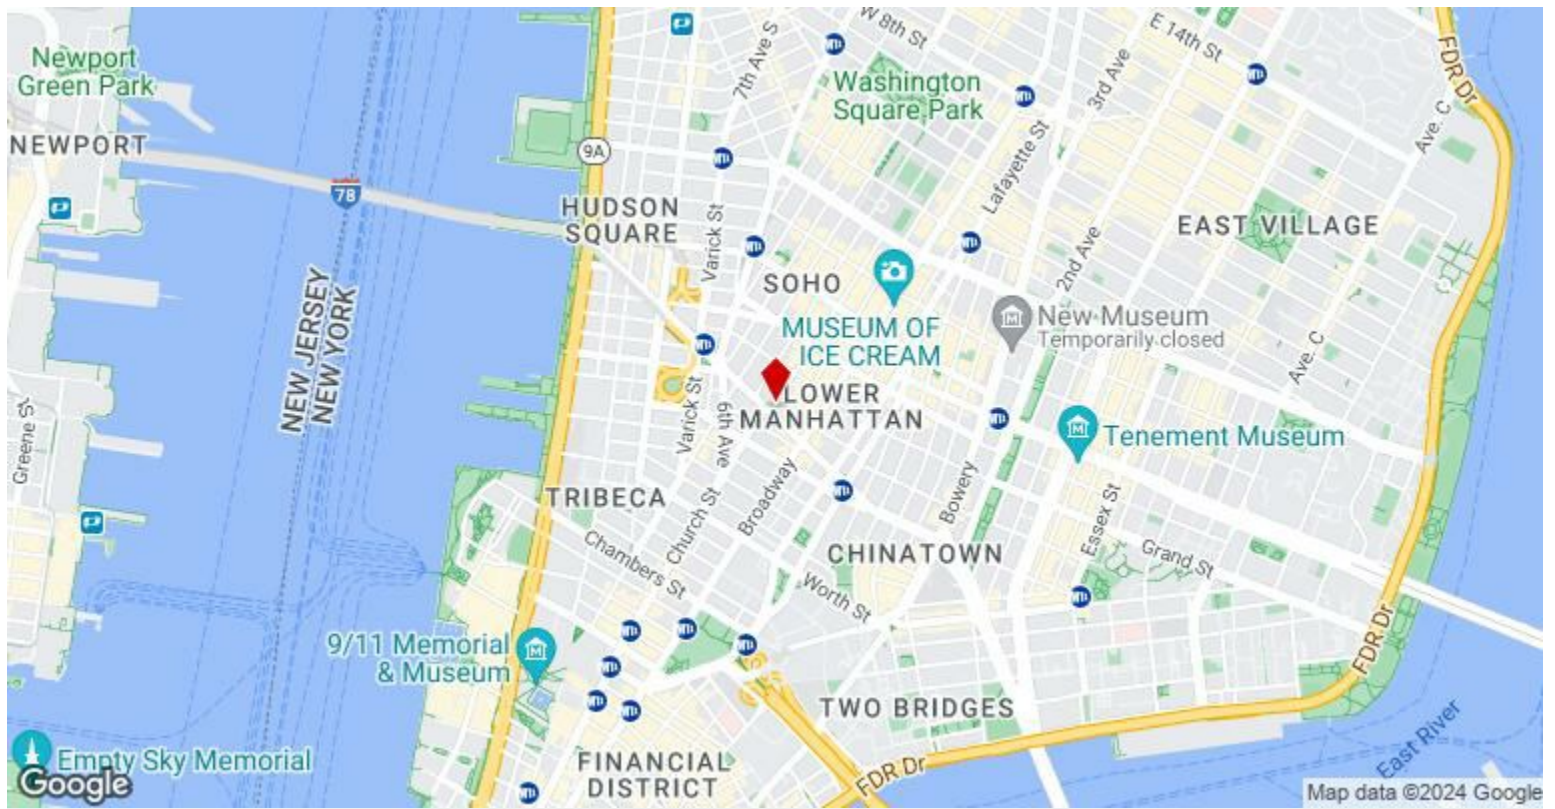 W 8th St
E 14th St
Newport
Green Park
7th Ave S
Washington
Square Park
3rd Ave
FDR Dr
Ave. C
NEWPORT
9A
Lafayette St
78
HUDSON
SQUARE
Varick St
EAST VILLAGE
2nd Ave
SOHO
NEW JERSEY
NEW YORK
MUSEUM OF
ICE CREAM
New Museum
Temporarily closed
Ave. C
LOWER
MANHATTAN
Varick St
6th Ave
Greene St
Tenement Museum
TRIBECA
Church St
Broadway
Bowery
Essex St
Chambers St
CHINATOWN
Grand St
Worth St
9/11 Memorial
& Museum
FDR Dr
TWO BRIDGES
East River
Empty Sky Memorial
FINANCIAL
DISTRICT
FDR Dr
Google
Map data ©2024 Google